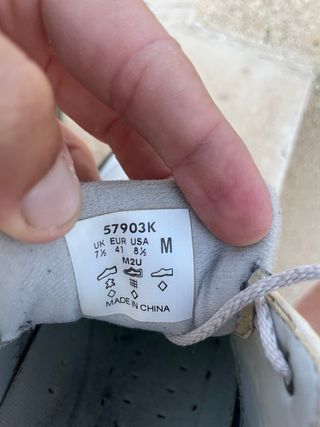 57903K
UK EUR USA M
7½ 41 8½
M2U
MADE IN CHINA